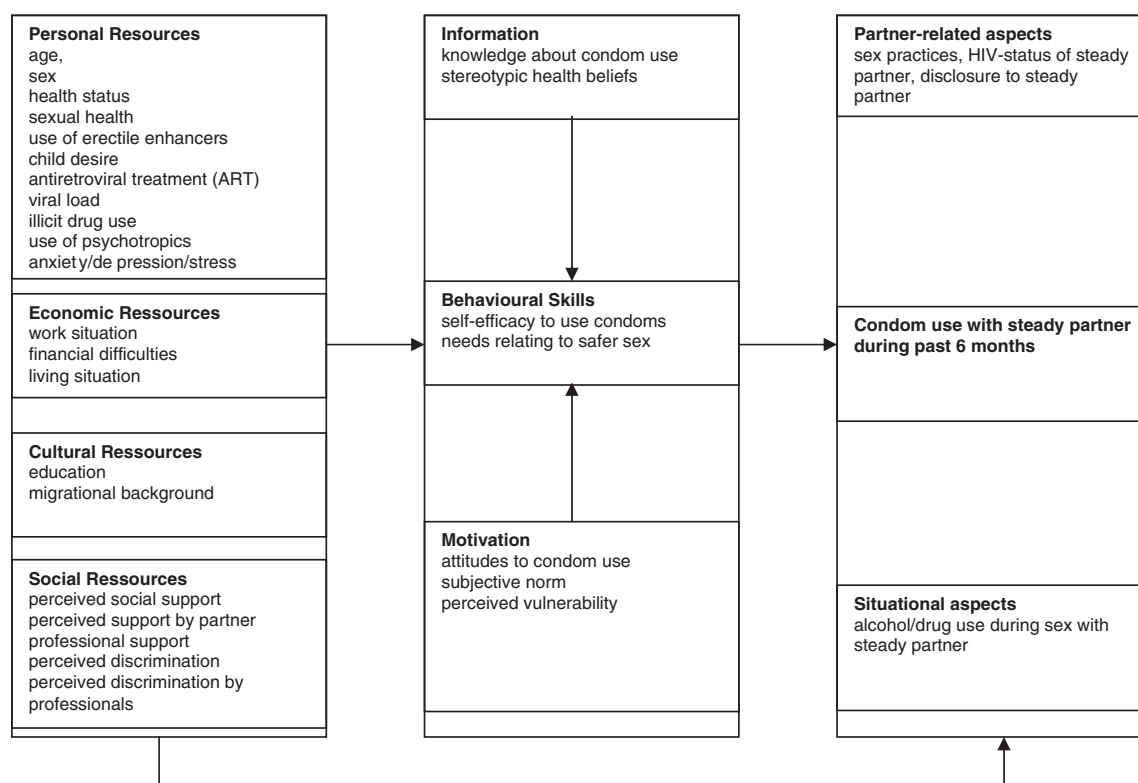 Personal Resources
age,
sex
health status
sexual health
use of erectile enhancers
child desire
antiretroviral treatment (ART)
viral load
illicit drug use
use of psychotropics
anxiety/de pression/stress
Economic Ressources
work situation
financial difficulties
living situation
Cultural Ressources
education
migrational background
Social Ressources
perceived social support
perceived support by partner
professional support
perceived discrimination
perceived discrimination by
professionals
Information
knowledge about condom use
stereotypic health beliefs
Behavioural Skills
self-efficacy to use condoms
needs relating to safer sex
Motivation
attitudes to condom use
subjective norm
perceived vulnerability
Partner-related aspects
sex practices, HIV-status of steady
partner, disclosure to steady
partner
Condom use with steady partner
during past 6 months
Situational aspects
alcohol/drug use during sex with
steady partner